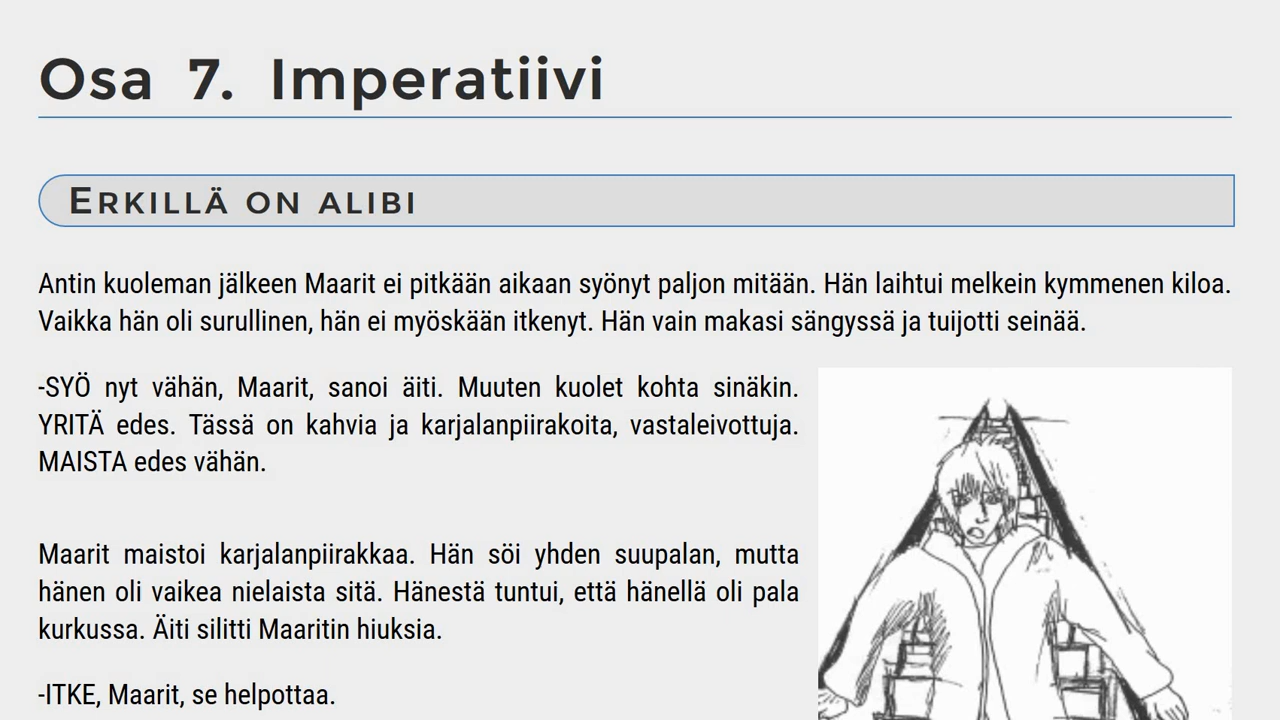 Osa 7. Imperatiivi
ERKILLÄ ON ALIBI
Antin kuoleman jälkeen Maarit ei pitkään aikaan syönyt paljon mitään. Hän laihtui melkein kymmenen kiloa.
Vaikka hän oli surullinen, hän ei myöskään itkenyt. Hän vain makasi sängyssä ja tuijotti seinää.
-SYÖ nyt vähän, Maarit, sanoi äiti. Muuten kuolet kohta sinäkin.
YRITÄ edes. Tässä on kahvia ja karjalanpiirakoita, vastaleivottuja.
MAISTA edes vähän.
Maarit maistoi karjalanpiirakkaa. Hän söi yhden suupalan, mutta
hänen oli vaikea nielaista sitä. Hänestä tuntui, että hänellä oli pala
kurkussa. Äiti silitti Maaritin hiuksia.
-ITKE, Maarit, se helpottaa.